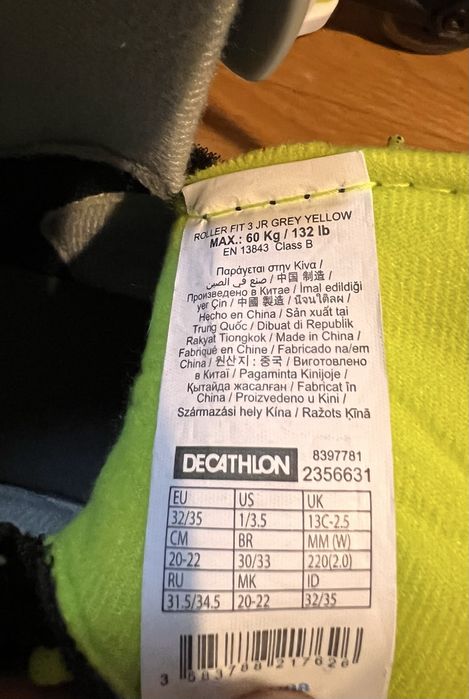 ROLLER FIT 3 JR GREY YELLOW
MAX.: 60 Kg / 132 lb
EN 13843 Class B
Παράγεται στην Κίνα /
صنع في الصين / 中国 制造 /
Произведено в Китае / İmal edildiği
yer Çin / 中國 製造 / นี่จนใต้ผลผ /
Hecho en China / Sản xuất tại
Trung Quốc / Dibuat di Republik
Rakyat Tiongkok / Made in China /
Fabriqué en Chine / Fabricado na/em
China / 원산지 : 중국 / Виготовлено
в Китаї / Pagaminta Kinijoje /
Қытайда жасалған / Fabricat în
China / Proizvedeno u Kini /
Származási hely Kína / Ražots Ķīnā
DECATHLON 8397781
2356631
EU US UK
32/35 1/3.5 13C-2.5
CM BR MM (W)
20-22 30/33 220(2.0)
RU MK ID
31.5/34.5 20-22 32/35
3 583788 217626